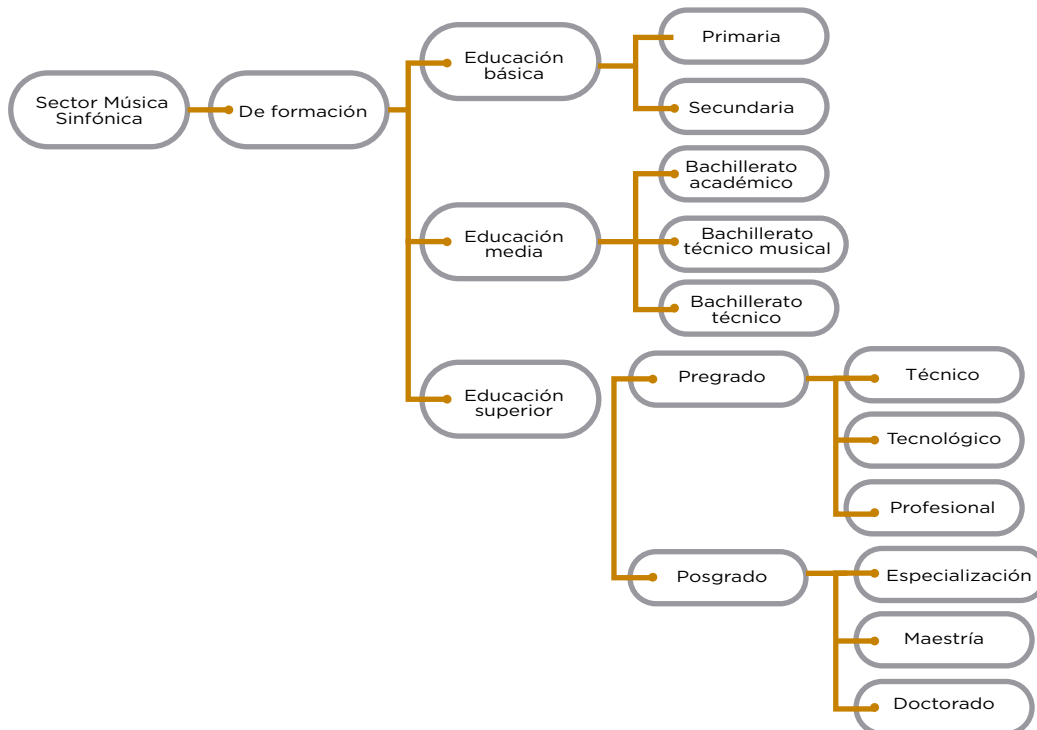 Sector Música
Sinfónica
De formación
Educación
básica
Primaria
Secundaria
Educación
media
Bachillerato
académico
Bachillerato
técnico musical
Bachillerato
técnico
Educación
superior
Pregrado
Técnico
Tecnológico
Profesional
Posgrado
Especialización
Maestría
Doctorado